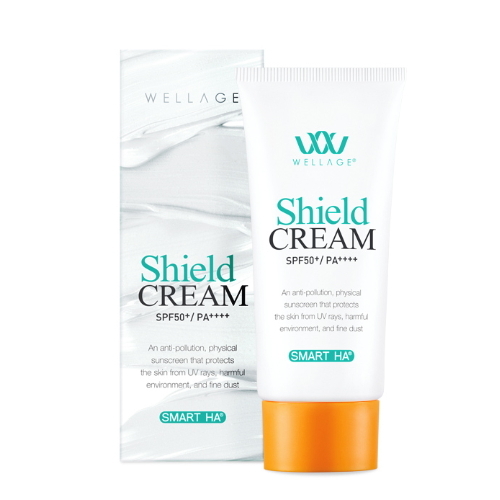 WELLAGE
Shield
CREAM
SPF50+/ PA++++
An anti-pollution, physical
sunscreen that protects
the skin from UV rays, harmful
environment, and fine dust
SMART HA®
WELLAGE®
Shield
CREAM
SPF50+/ PA++++
An anti-pollution, physical
sunscreen that protects
the skin from UV rays, harmful
environment, and fine dust
SMART HA®